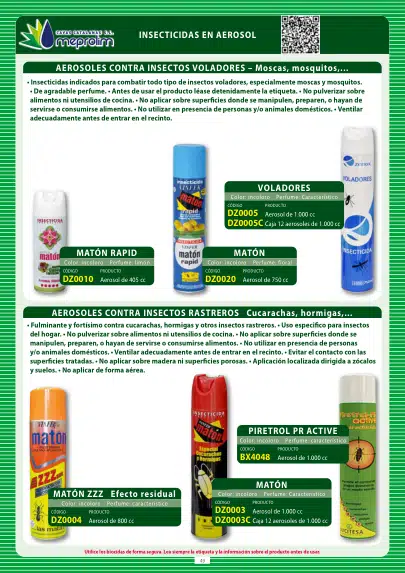 CAYAS CATALANAS S.L.
meprolim
INSECTICIDAS EN AEROSOL
AEROSOLES CONTRA INSECTOS VOLADORES – Moscas, mosquitos,...
• Insecticidas indicados para combatir todo tipo de insectos voladores, especialmente moscas y mosquitos.
• De agradable perfume. • Antes de usar el producto léase detenidamente la etiqueta. • No pulverizar sobre
alimentos ni utensilios de cocina. • No aplicar sobre superficies donde se manipulen, preparen, o hayan de
servirse o consumirse alimentos. • No utilizar en presencia de personas y/o animales domésticos. • Ventilar
adecuadamente antes de entrar en el recinto.
VOLADORES
Color: incoloro Perfume: Característico
CÓDIGO PRODUCTO
DZ0005 Aerosol de 1.000 cc
DZ0005C Caja 12 aerosoles de 1.000 cc
VOLADORES
INSECTICIDA
Insecticida
matón
rapid
matón
rapid
MATÓN RAPID
Color: incoloro Perfume: limón
CÓDIGO PRODUCTO
DZ0010 Aerosol de 405 cc
MATÓN
Color: incoloro Perfume: floral
CÓDIGO PRODUCTO
DZ0020 Aerosol de 750 cc
AEROSOLES CONTRA INSECTOS RASTREROS Cucarachas, hormigas,...
• Fulminante y fortísimo contra cucarachas, hormigas y otros insectos rastreros. • Uso específico para insectos
del hogar. • No pulverizar sobre alimentos ni utensilios de cocina. • No aplicar sobre superficies donde se
manipulen, preparen, o hayan de servirse o consumirse alimentos. • No utilizar en presencia de personas
y/o animales domésticos. • Ventilar adecuadamente antes de entrar en el recinto. • Evitar el contacto con las
superficies tratadas. • No aplicar sobre madera ni superficies porosas. • Aplicación localizada dirigida a zócalos
y suelos. • No aplicar de forma aérea.
matón
ZZZ
INSECTICIDA
matón
PIRETROL PR ACTIVE
Color: incoloro Perfume: característico
CÓDIGO PRODUCTO
BX4048 Aerosol de 1.000 cc
MATÓN ZZZ Efecto residual
Color: incoloro Perfume: característico
CÓDIGO PRODUCTO
DZ0004 Aerosol de 800 cc
MATÓN
Color: incoloro Perfume: Característico
CÓDIGO PRODUCTO
DZ0003 Aerosol de 1.000 cc
DZ0003C Caja 12 aerosoles de 1.000 cc
Utilice los biocidas de forma segura. Lea siempre la etiqueta y la información sobre el producto antes de usarlo